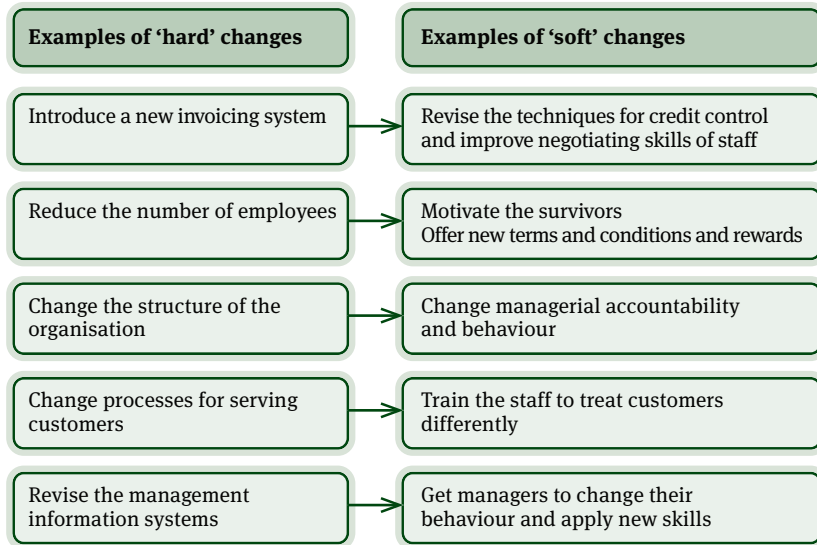 Examples of ‘hard’ changes
Examples of ‘soft’ changes
Introduce a new invoicing system
Revise the techniques for credit control
and improve negotiating skills of staff
Reduce the number of employees
Motivate the survivors
Offer new terms and conditions and rewards
Change the structure of the
organisation
Change managerial accountability
and behaviour
Change processes for serving
customers
Train the staff to treat customers
differently
Revise the management
information systems
Get managers to change their
behaviour and apply new skills